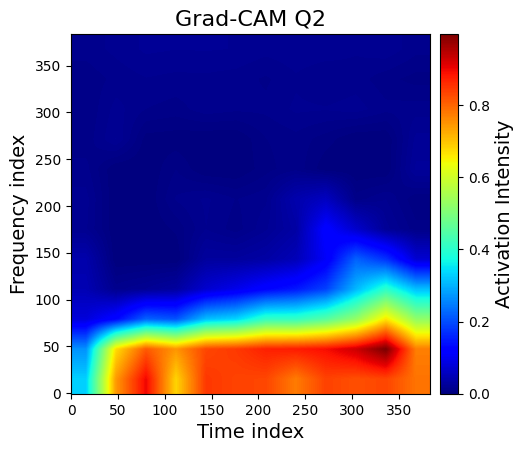 Grad-CAM Q2
Frequency index
350
300
250
200
150
100
50
0
0 50 100 150 200 250 300 350
Time index
0.8
0.6
0.4
0.2
0.0
Activation Intensity